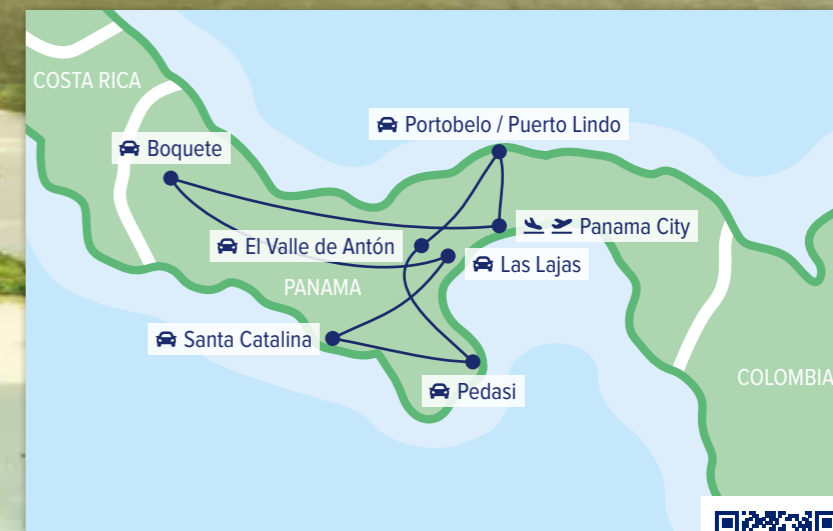 COSTA RICA
Portobelo / Puerto Lindo
Boquete
Panama City
El Valle de Antón
Las Lajas
PANAMA
Santa Catalina
COLOMBIA
Pedasi